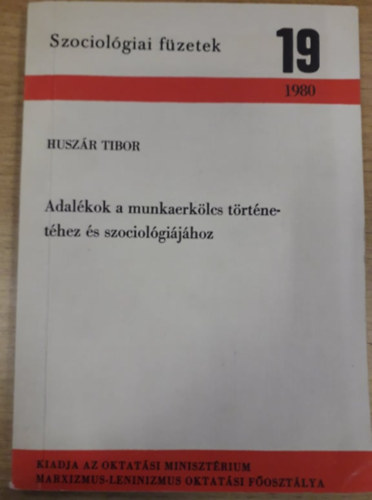 Szociológiai füzetek 19
1980
HUSZÁR TIBOR
Adalékok a munkaerkölcs történe-
téhez és szociológiájához
KIADJA AZ OKTATÁSI MINISZTÉRIUM
MARXIZMUS-LENINIZMUS OKTATÁSI FŐOSZTÁLYA